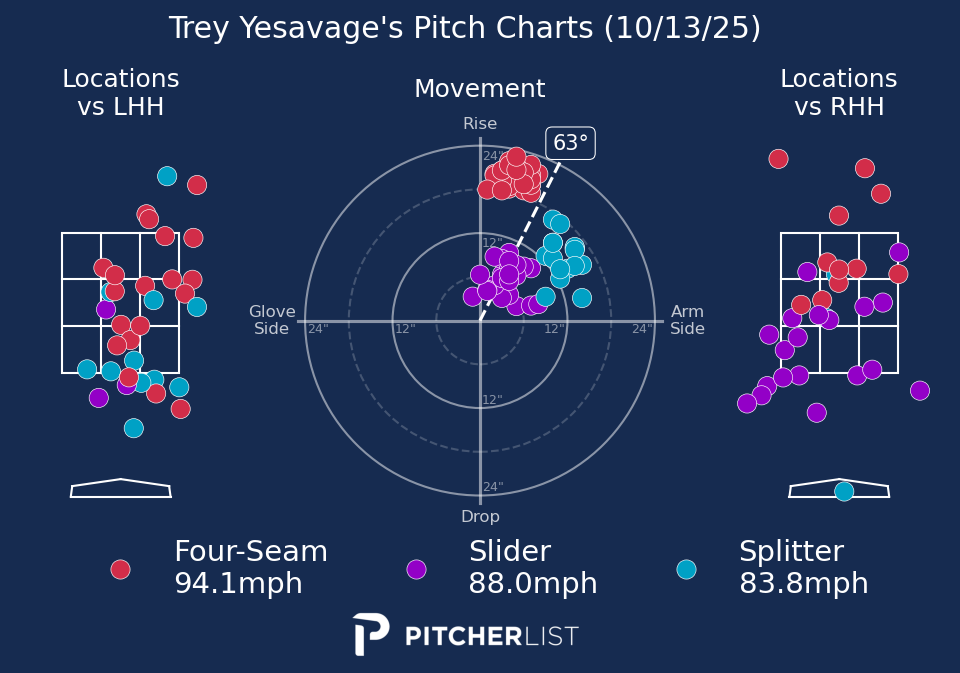 Trey Yesavage's Pitch Charts (10/13/25)
Locations
vs LHH
Movement
Locations
vs RHH
Rise
63°
24"
12"
Glove
Side
24"
12"
12"
24"
Arm
Side
12"
24"
Drop
Four-Seam
94.1mph
Slider
88.0mph
Splitter
83.8mph
PITCHERLIST